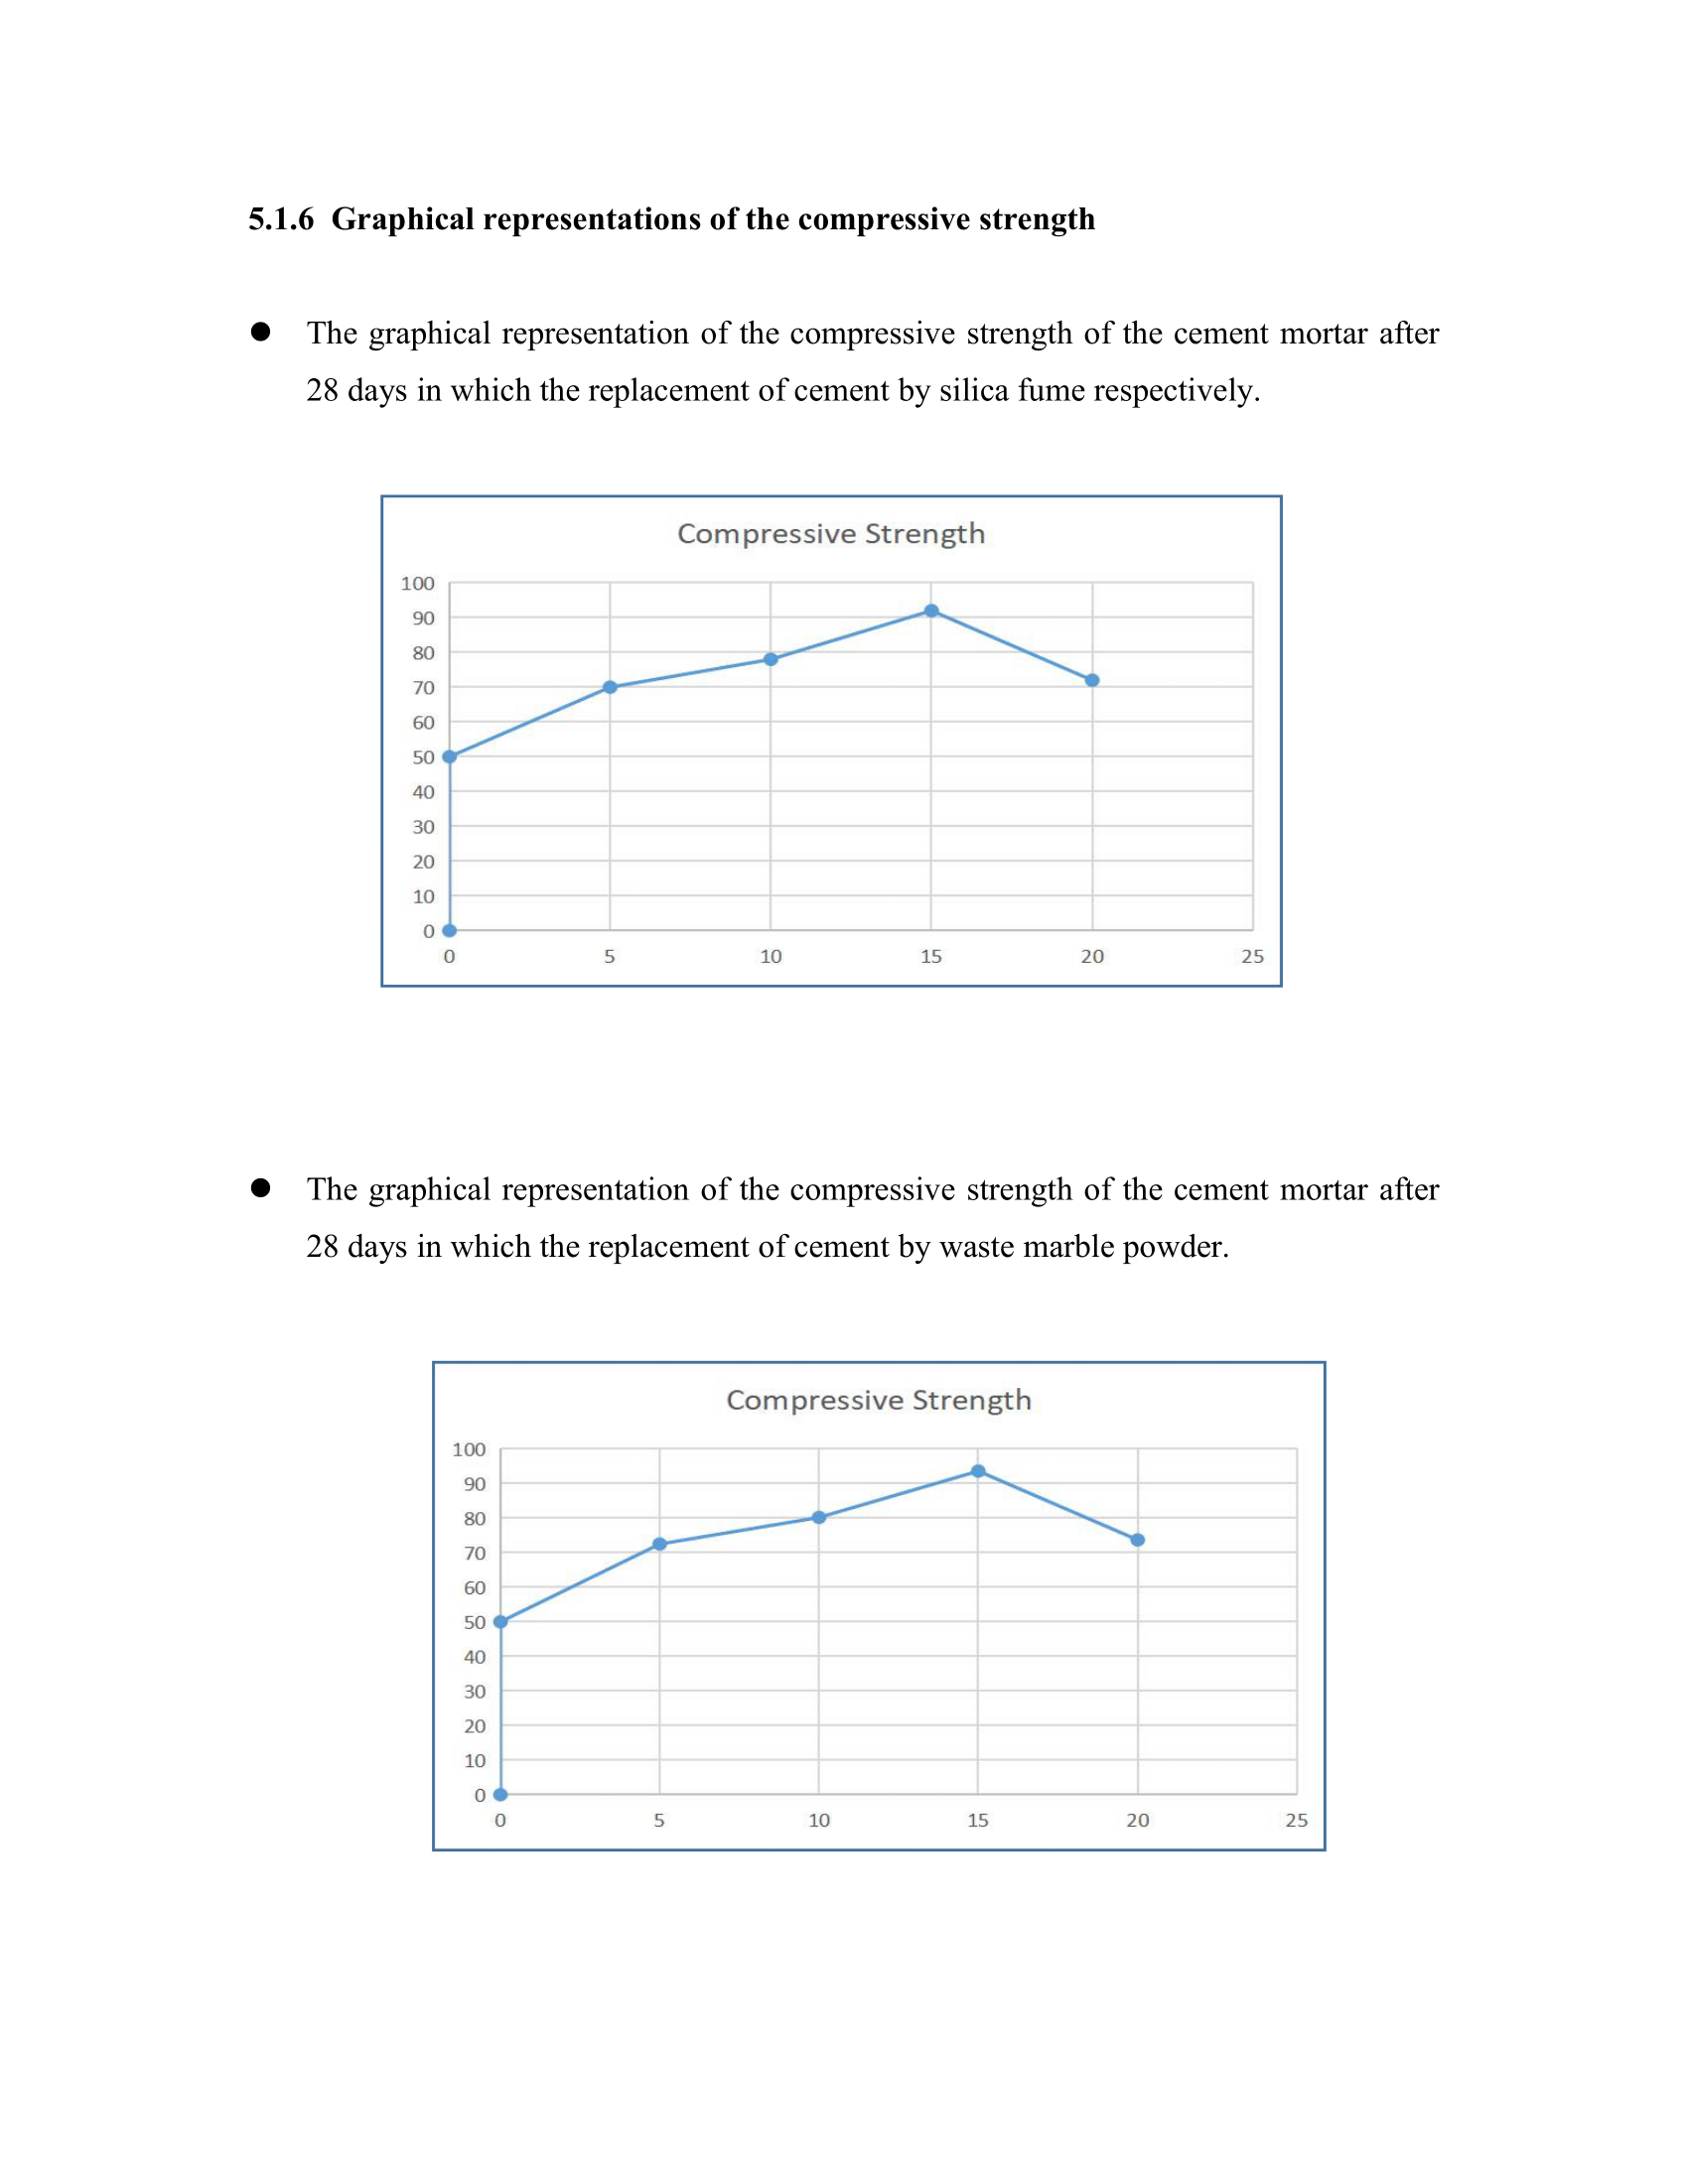 5.1.6 Graphical representations of the compressive strength
● The graphical representation of the compressive strength of the cement mortar after
28 days in which the replacement of cement by silica fume respectively.
Compressive Strength
100
90
80
70
60
50
40
30
20
10
0
0 5 10 15 20 25
● The graphical representation of the compressive strength of the cement mortar after
28 days in which the replacement of cement by waste marble powder.
Compressive Strength
100
90
80
70
60
50
40
30
20
10
0
0 5 10 15 20 25